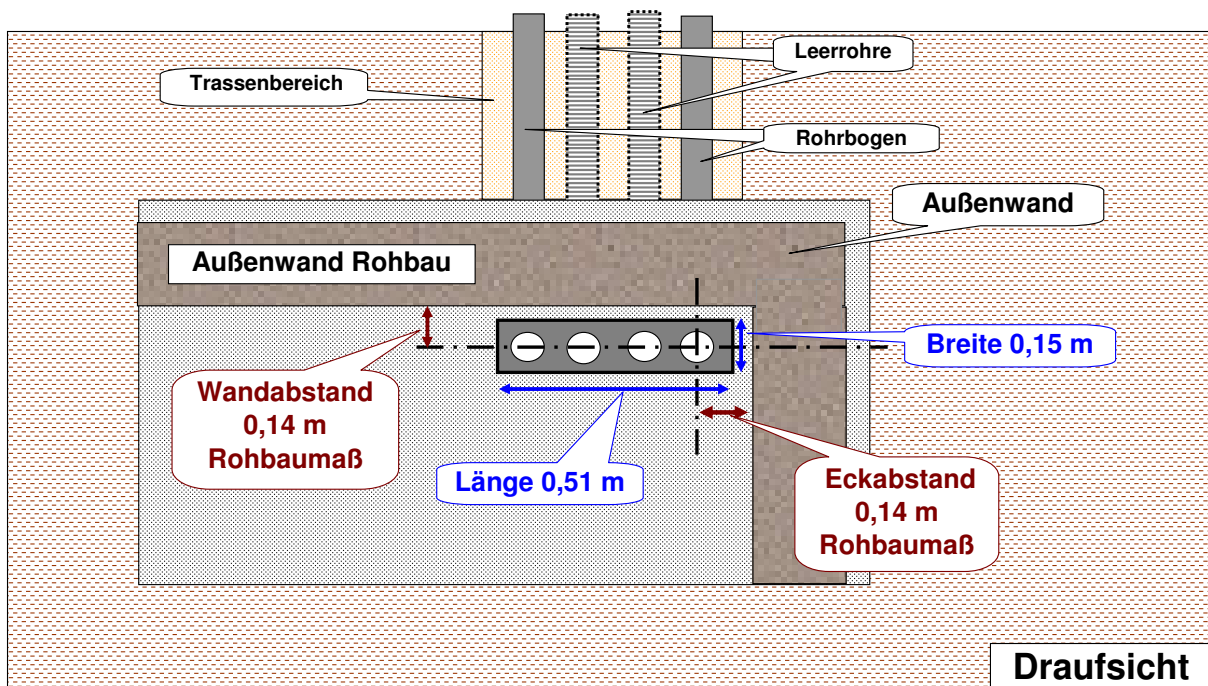 Leerrohre
Trassenbereich
Rohrbogen
Außenwand
Außenwand Rohbau
Breite 0,15 m
Wandabstand
0,14 m
Rohbaumaß
Länge 0,51 m
Eckabstand
0,14 m
Rohbaumaß
Draufsicht